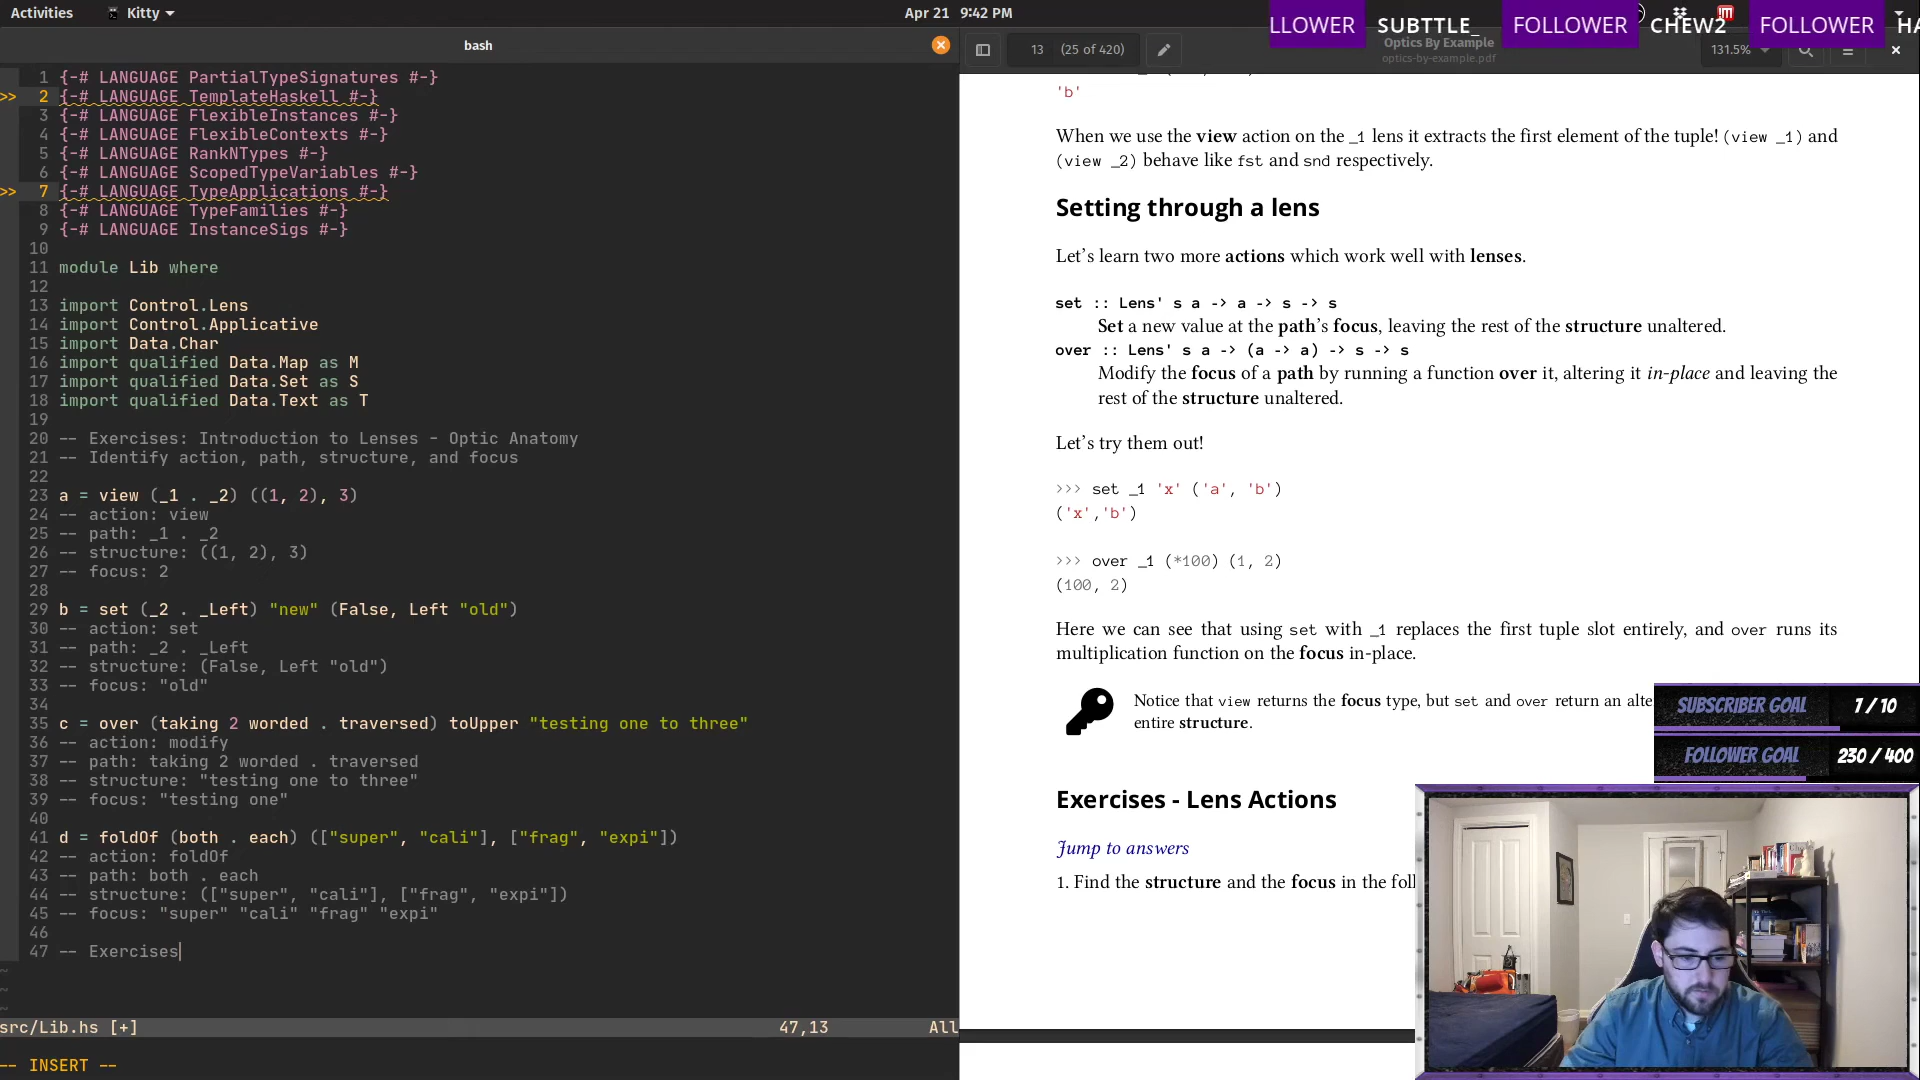 Activities
Kitty
Apr 21 9:42 PM
LLOWER SUBTTLE_ FOLLOWER CHEW2 FOLLOWER HA
bash
13 (25 of 420)
Optics By Example
optics-by-example.pdf
131.5%
1 {-# LANGUAGE PartialTypeSignatures #-}
>> 2 {-# LANGUAGE TemplateHaskell #-}
3 {-# LANGUAGE FlexibleInstances #-}
4 {-# LANGUAGE FlexibleContexts #-}
5 {-# LANGUAGE RankNTypes #-}
6 {-# LANGUAGE ScopedTypeVariables #-}
>> 7 {-# LANGUAGE TypeApplications #-}
8 {-# LANGUAGE TypeFamilies #-}
9 {-# LANGUAGE InstanceSigs #-}
10
11 module Lib where
12
13 import Control.Lens
14 import Control.Applicative
15 import Data.Char
16 import qualified Data.Map as M
17 import qualified Data.Set as S
18 import qualified Data.Text as T
19
20 -- Exercises: Introduction to Lenses - Optic Anatomy
21 -- Identify action, path, structure, and focus
22
23 a = view (_1 . _2) ((1, 2), 3)
24 -- action: view
25 -- path: _1 . _2
26 -- structure: ((1, 2), 3)
27 -- focus: 2
28
29 b = set (_2 . _Left) "new" (False, Left "old")
30 -- action: set
31 -- path: _2 . _Left
32 -- structure: (False, Left "old")
33 -- focus: "old"
34
35 c = over (taking 2 worded . traversed) toUpper "testing one to three"
36 -- action: modify
37 -- path: taking 2 worded . traversed
38 -- structure: "testing one to three"
39 -- focus: "testing one"
40
41 d = foldOf (both . each) (["super", "cali"], ["frag", "expi"])
42 -- action: foldOf
43 -- path: both . each
44 -- structure: (["super", "cali"], ["frag", "expi"])
45 -- focus: "super" "cali" "frag" "expi"
46
47 -- Exercises
~
~
~
src/Lib.hs [+] 47,13 All
-- INSERT --
'b'
When we use the view action on the _1 lens it extracts the first element of the tuple! (view _1) and
(view _2) behave like fst and snd respectively.
Setting through a lens
Let's learn two more actions which work well with lenses.
set :: Lens' s a -> a -> s -> s
Set a new value at the path's focus, leaving the rest of the structure unaltered.
over :: Lens' s a -> (a -> a) -> s -> s
Modify the focus of a path by running a function over it, altering it in-place and leaving the
rest of the structure unaltered.
Let's try them out!
>>> set _1 'x' ('a', 'b')
('x','b')
>>> over _1 (*100) (1, 2)
(100, 2)
Here we can see that using set with _1 replaces the first tuple slot entirely, and over runs its
multiplication function on the focus in-place.
Notice that view returns the focus type, but set and over return an alte
entire structure.
Exercises - Lens Actions
Jump to answers
1. Find the structure and the focus in the foll
SUBSCRIBER GOAL 7 / 10
FOLLOWER GOAL 230 / 400